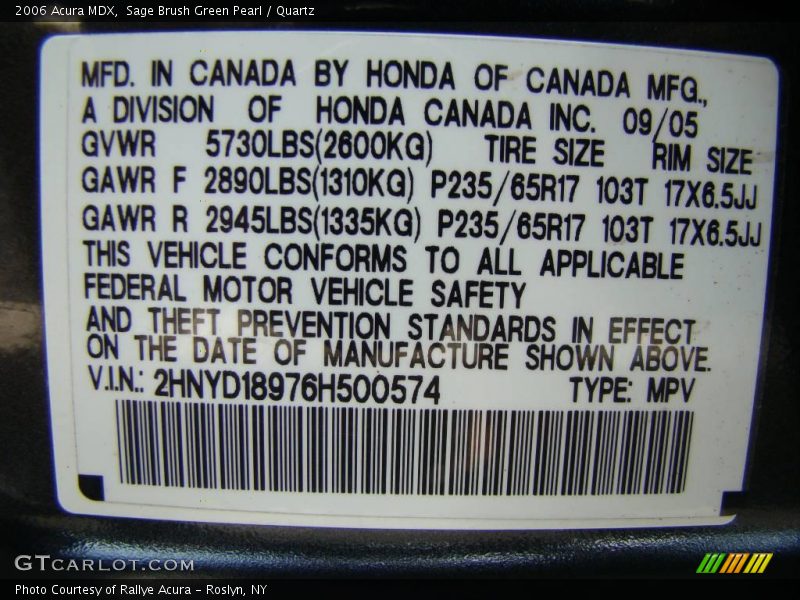 2006 Acura MDX, Sage Brush Green Pearl / Quartz
MFD. IN CANADA BY HONDA OF CANADA MFG.,
A DIVISION OF HONDA CANADA INC. 09/05
GVWR 5730LBS(2600KG) TIRE SIZE RIM SIZE
GAWR F 2890LBS(1310KG) P235/65R17 103T 17X6.5JJ
GAWR R 2945LBS(1335KG) P235/65R17 103T 17X6.5JJ
THIS VEHICLE CONFORMS TO ALL APPLICABLE
FEDERAL MOTOR VEHICLE SAFETY
AND THEFT PREVENTION STANDARDS IN EFFECT
ON THE DATE OF MANUFACTURE SHOWN ABOVE.
V.I.N.: 2HNYD18976H500574 TYPE: MPV
GTCARLOT.COM
Photo Courtesy of Rallye Acura - Roslyn, NY